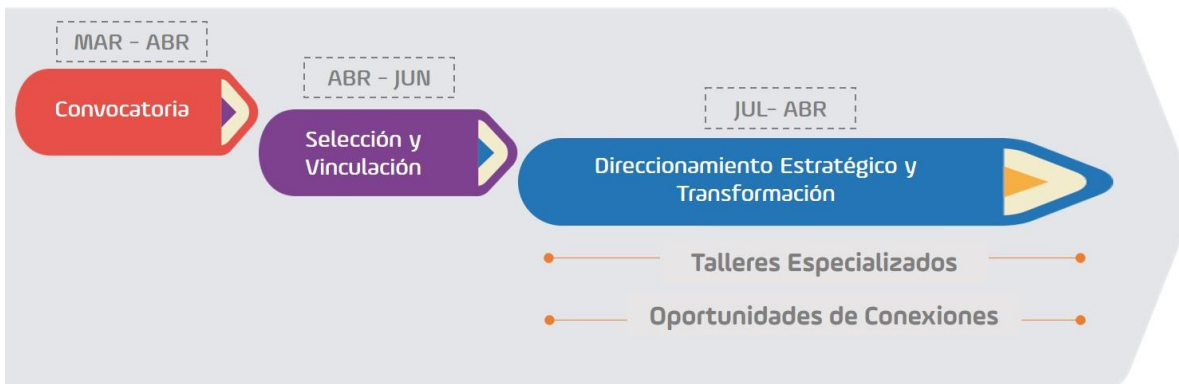 MAR - ABR
Convocatoria
ABR - JUN
Selección y
Vinculación
JUL- ABR
Direccionamiento Estratégico y
Transformación
Talleres Especializados
Oportunidades de Conexiones